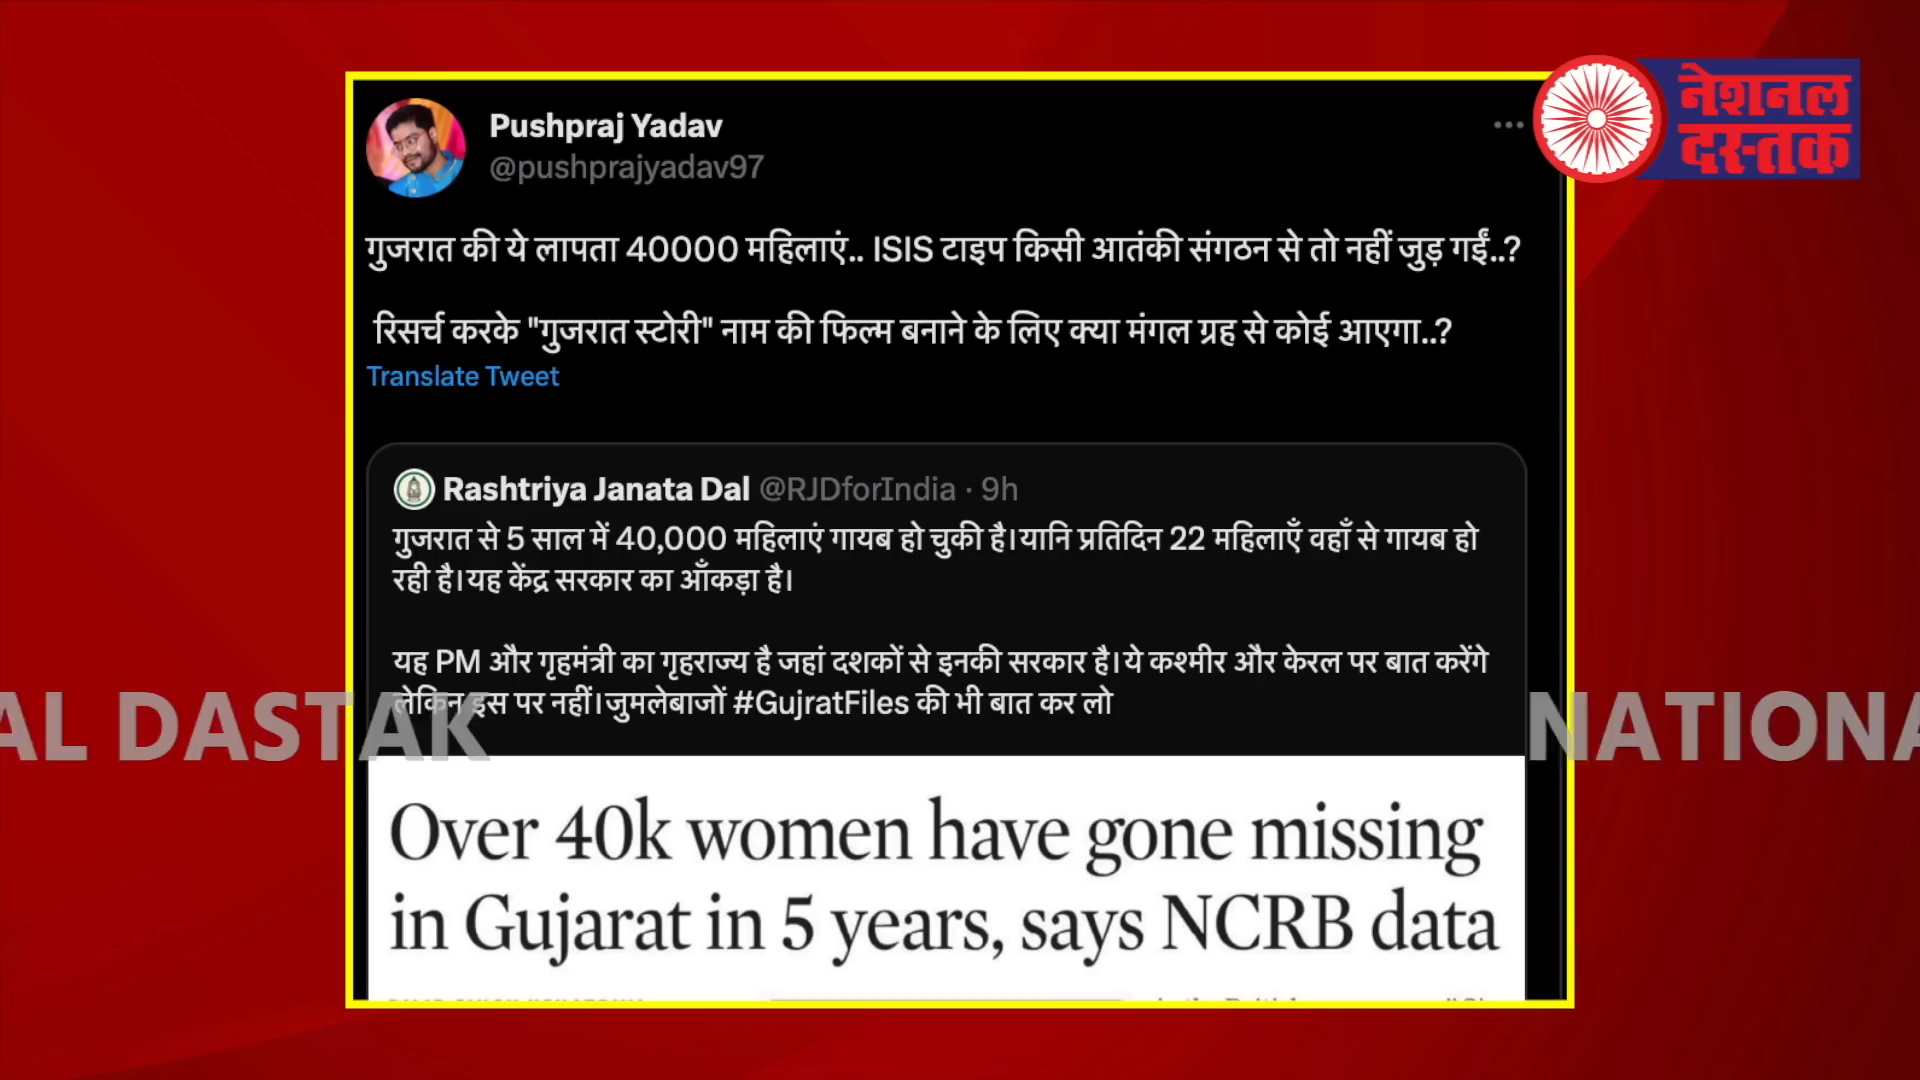 नेशनल
दस्तक
Pushpraj Yadav
@pushprajyadav97
गुजरात की ये लापता 40000 महिलाएं.. ISIS टाइप किसी आतंकी संगठन से तो नहीं जुड़ गईं..?
रिसर्च करके "गुजरात स्टोरी" नाम की फिल्म बनाने के लिए क्या मंगल ग्रह से कोई आएगा..?
Translate Tweet
Rashtriya Janata Dal @RJDforIndia · 9h
गुजरात से 5 साल में 40,000 महिलाएं गायब हो चुकी है।यानि प्रतिदिन 22 महिलाएँ वहाँ से गायब हो
रही है।यह केंद्र सरकार का आँकड़ा है।
यह PM और गृहमंत्री का गृहराज्य है जहां दशकों से इनकी सरकार है।ये कश्मीर और केरल पर बात करेंगे
लेकिन इस पर नहीं।जुमलेबाजों #GujratFiles की भी बात कर लो
AL DASTAK
NATIONA
Over 40k women have gone missing
in Gujarat in 5 years, says NCRB data